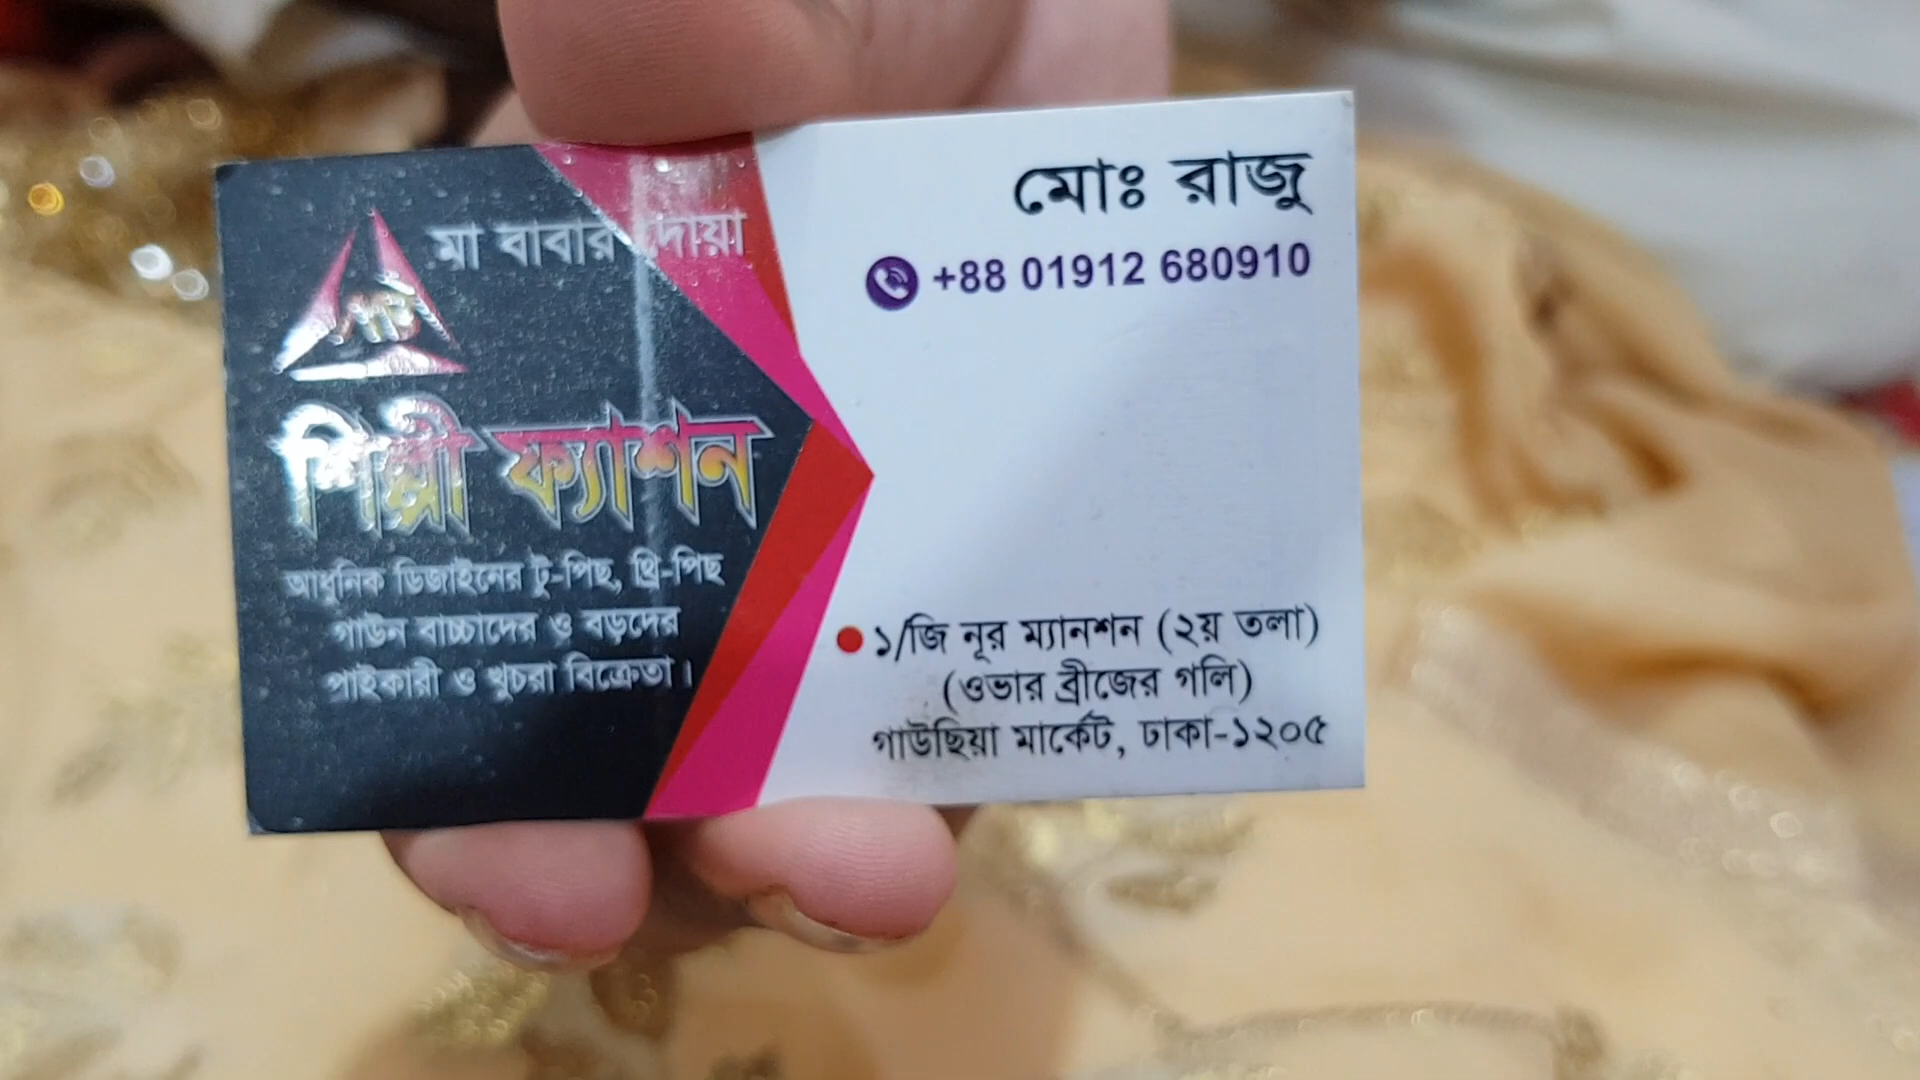 মা বাবার দোয়া
শিল্পী ফ্যাশন
আধুনিক ডিজাইনের টু-পিছ, থ্রি-পিছ
গাউন বাচ্চাদের ও বড়দের
পাইকারী ও খুচরা বিক্রেতা।
মোঃ রাজু
+88 01912 680910
১/জি নূর ম্যানশন (২য় তলা)
(ওভার ব্রীজের গলি)
গাউছিয়া মার্কেট, ঢাকা-১২০৫